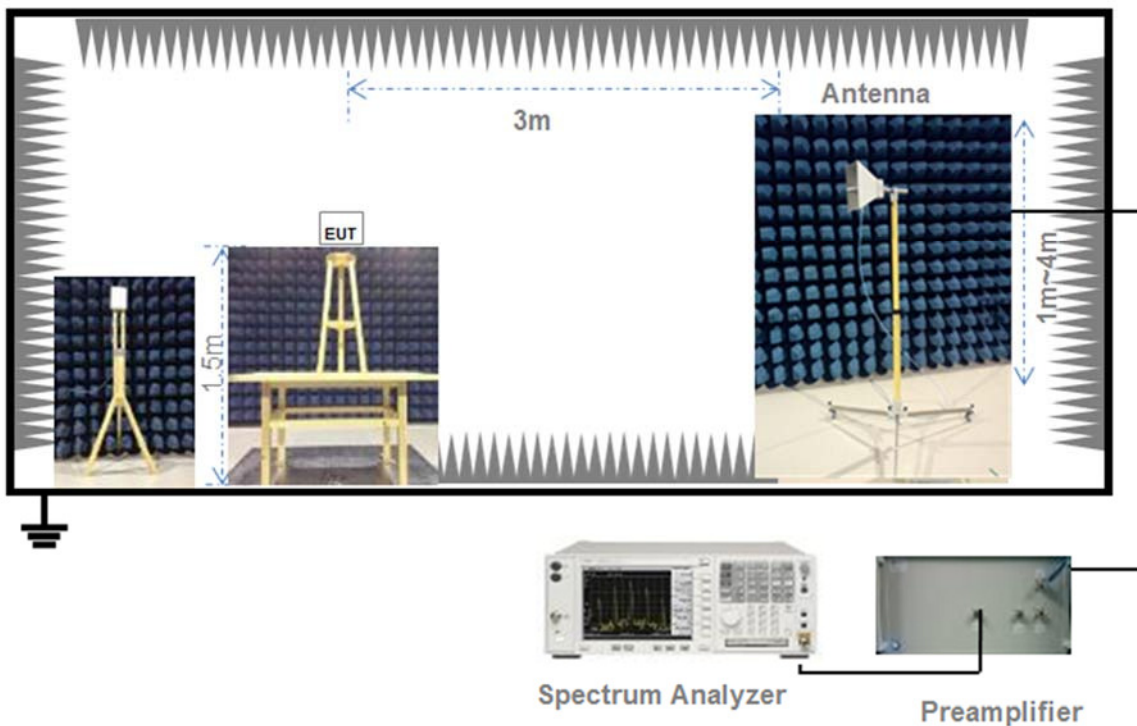 Antenna
3m
EUT
1.5m
1m~4m
Spectrum Analyzer
Preamplifier